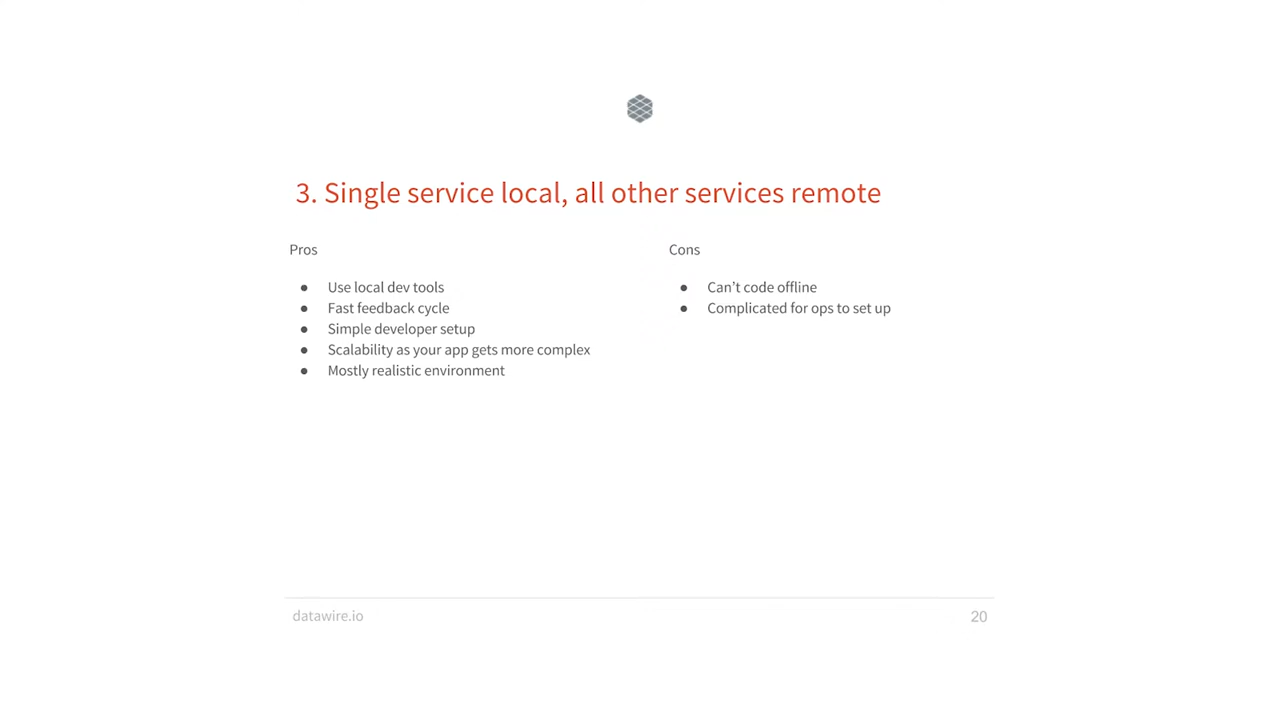 3. Single service local, all other services remote
Pros
● Use local dev tools
● Fast feedback cycle
● Simple developer setup
● Scalability as your app gets more complex
● Mostly realistic environment
Cons
● Can’t code offline
● Complicated for ops to set up
datawire.io
20